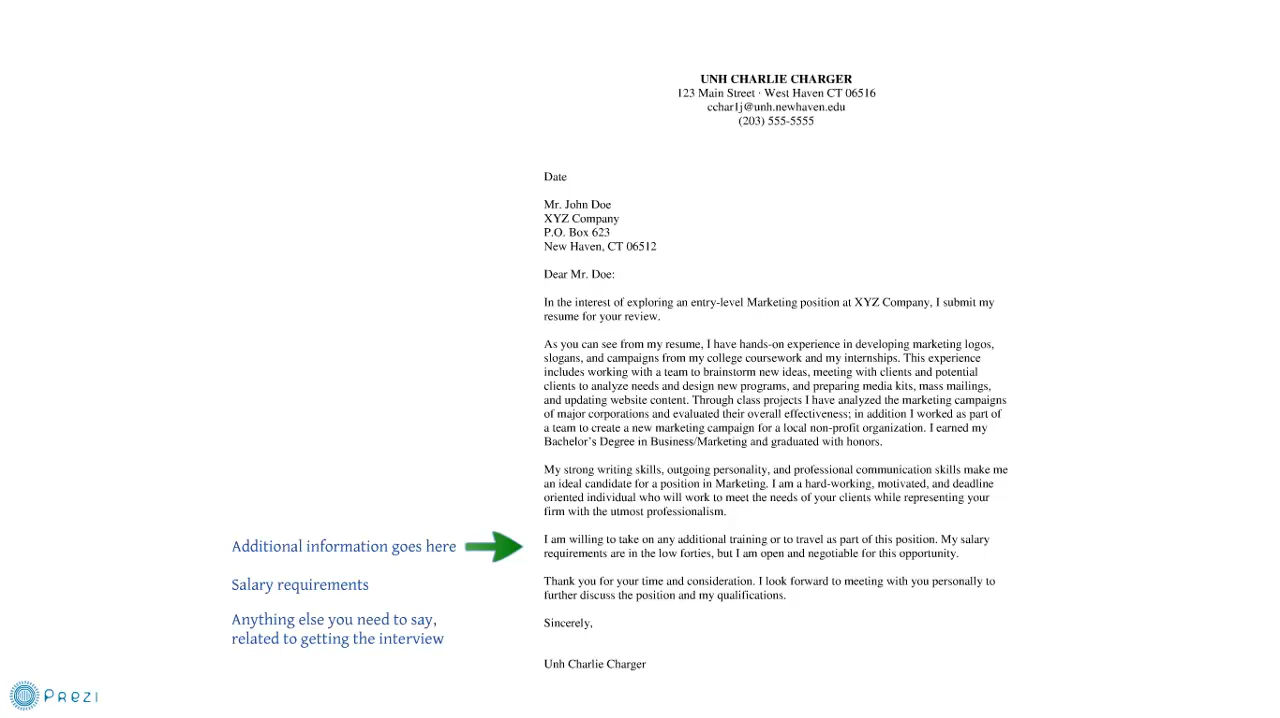 UNH CHARLIE CHARGER
123 Main Street · West Haven CT 06516
cchar1j@unh.newhaven.edu
(203) 555-5555
Date
Mr. John Doe
XYZ Company
P.O. Box 623
New Haven, CT 06512
Dear Mr. Doe:
In the interest of exploring an entry-level Marketing position at XYZ Company, I submit my
resume for your review.
As you can see from my resume, I have hands-on experience in developing marketing logos,
slogans, and campaigns from my college coursework and my internships. This experience
includes working with a team to brainstorm new ideas, meeting with clients and potential
clients to analyze needs and design new programs, and preparing media kits, mass mailings,
and updating website content. Through class projects I have analyzed the marketing campaigns
of major corporations and evaluated their overall effectiveness; in addition I worked as part of
a team to create a new marketing campaign for a local non-profit organization. I earned my
Bachelor's Degree in Business/Marketing and graduated with honors.
My strong writing skills, outgoing personality, and professional communication skills make me
an ideal candidate for a position in Marketing. I am a hard-working, motivated, and deadline
oriented individual who will work to meet the needs of your clients while representing your
firm with the utmost professionalism.
I am willing to take on any additional training or to travel as part of this position. My salary
requirements are in the low forties, but I am open and negotiable for this opportunity.
Thank you for your time and consideration. I look forward to meeting with you personally to
further discuss the position and my qualifications.
Sincerely,
Unh Charlie Charger
Additional information goes here
Salary requirements
Anything else you need to say,
related to getting the interview
Prezi